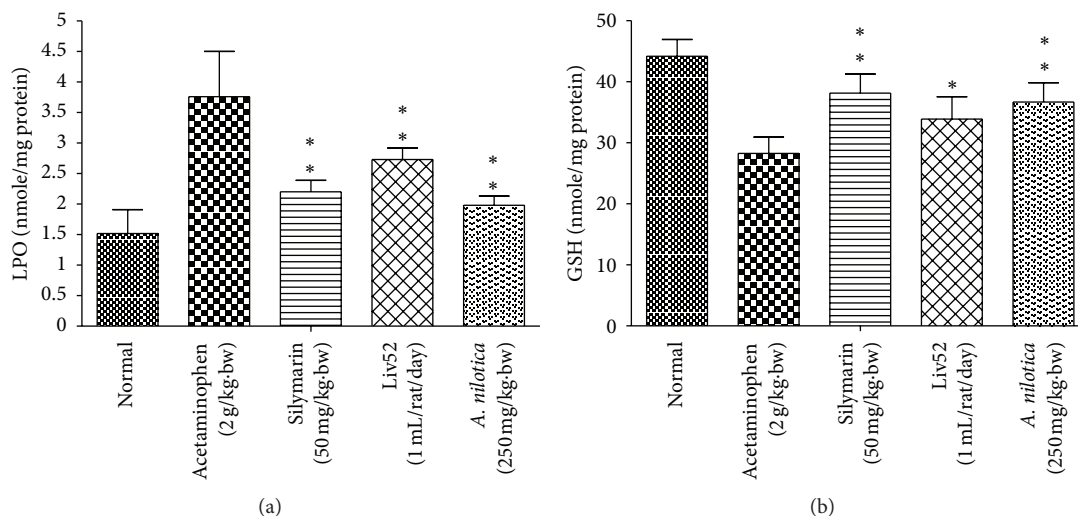 5
4.5
4
3.5
3
2.5
2
1.5
1
0.5
0
LPO (nmole/mg protein)
* *
* *
* *
Normal
Acetaminophen
(2 g/kg·bw)
Silymarin
(50 mg/kg·bw)
Liv52
(1 mL/rat/day)
A. nilotica
(250 mg/kg·bw)
(a)
50
40
30
20
10
0
GSH (nmole/mg protein)
* *
*
* *
Normal
Acetaminophen
(2 g/kg·bw)
Silymarin
(50 mg/kg·bw)
Liv52
(1 mL/rat/day)
A. nilotica
(250 mg/kg·bw)
(b)